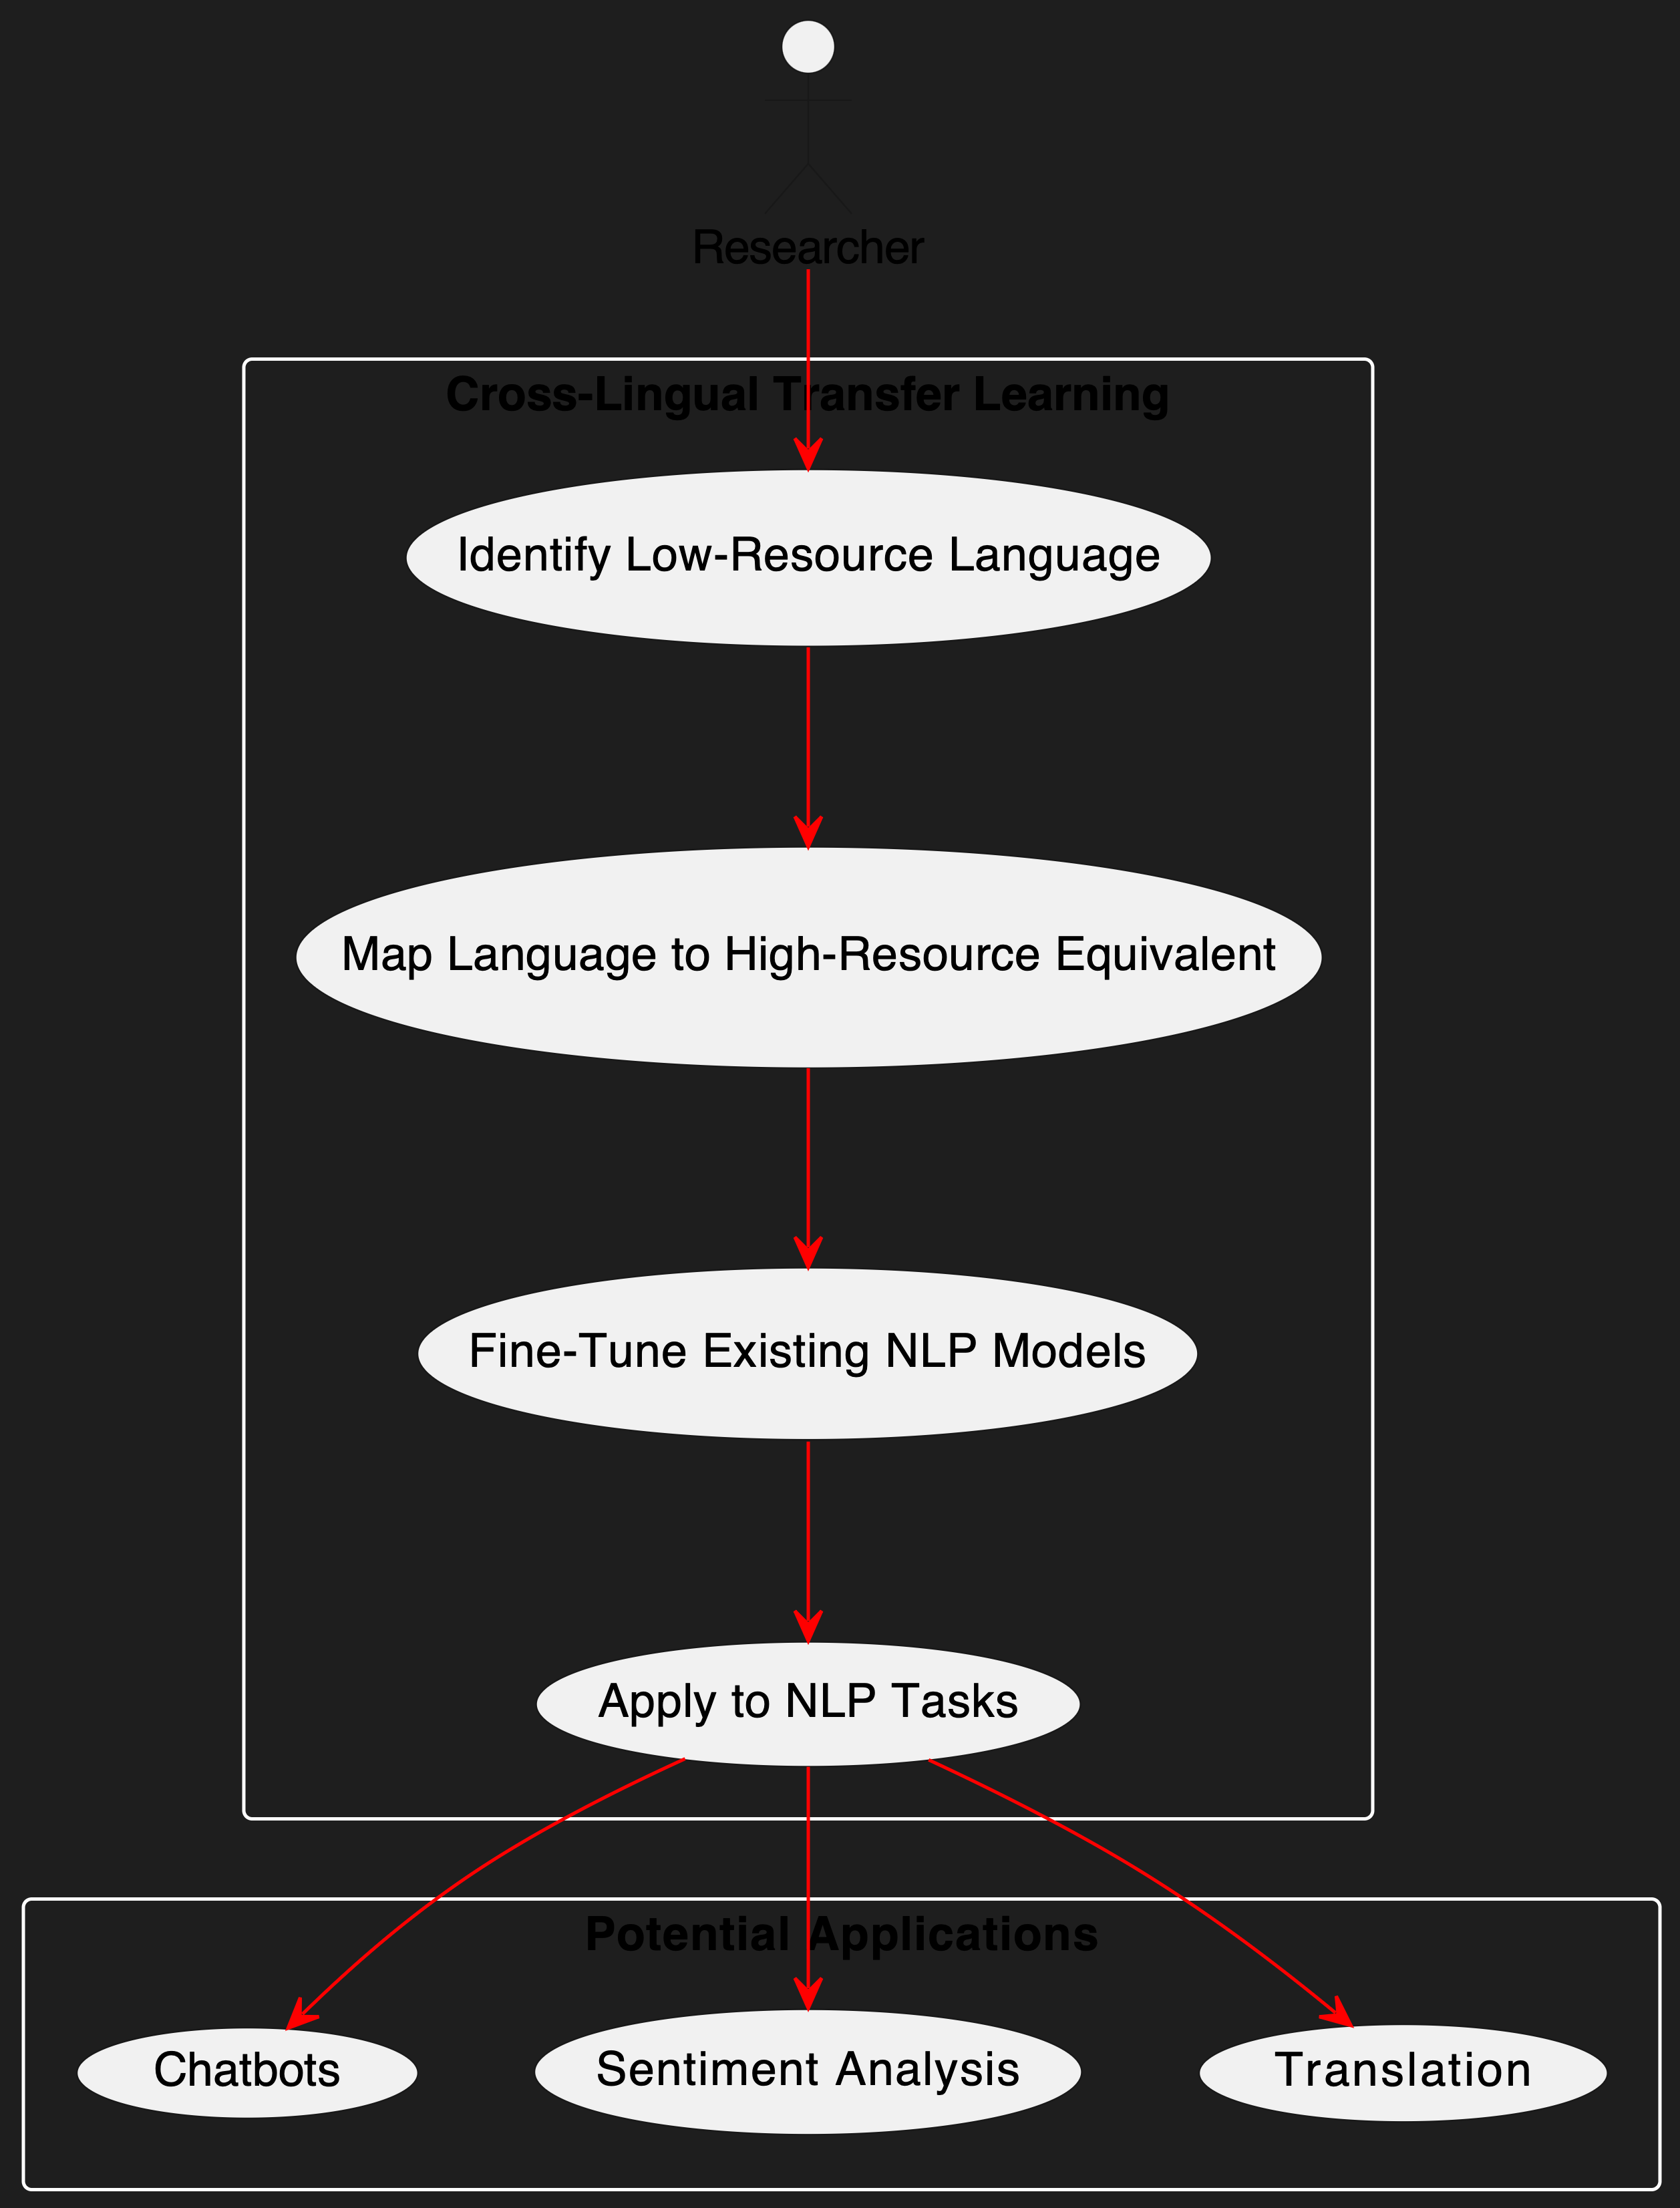 Researcher
Cross-Lingual Transfer Learning
Identify Low-Resource Language
Map Language to High-Resource Equivalent
Fine-Tune Existing NLP Models
Apply to NLP Tasks
Potential Applications
Chatbots
Sentiment Analysis
Translation